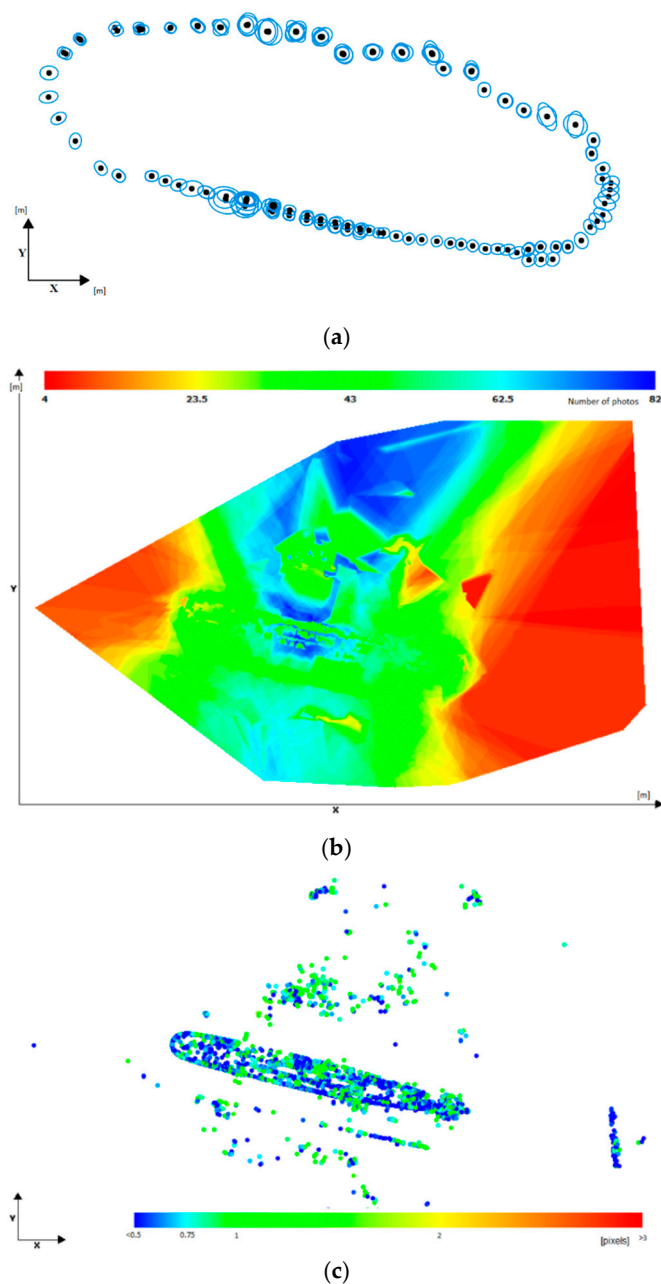 [m]
Y
X
[m]
(a)
[m]
4 23.5 43 62.5 Number of photos 82
Y
X
[m]
(b)
Y
X
<0.5 0.75 1 2 [pixels] >3
(c)